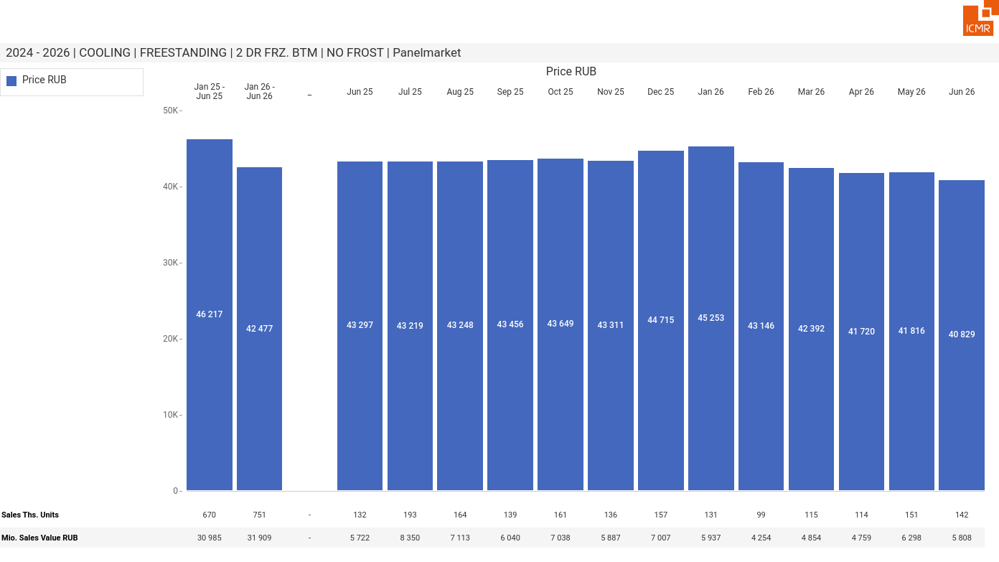 ICMR
2024 - 2026 | COOLING | FREESTANDING | 2 DR FRZ. BTM | NO FROST | Panelmarket
Price RUB
Price RUB
Jan 25 -
Jun 25
Jan 26 -
Jun 26
–
Jun 25
Jul 25
Aug 25
Sep 25
Oct 25
Nov 25
Dec 25
Jan 26
Feb 26
Mar 26
Apr 26
May 26
Jun 26
50K
40K
30K
20K
10K
0
46 217
42 477
43 297
43 219
43 248
43 456
43 649
43 311
44 715
45 253
43 146
42 392
41 720
41 816
40 829
Sales Ths. Units 670 751 - 132 193 164 139 161 136 157 131 99 115 114 151 142
Mio. Sales Value RUB 30 985 31 909 - 5 722 8 350 7 113 6 040 7 038 5 887 7 007 5 937 4 254 4 854 4 759 6 298 5 808